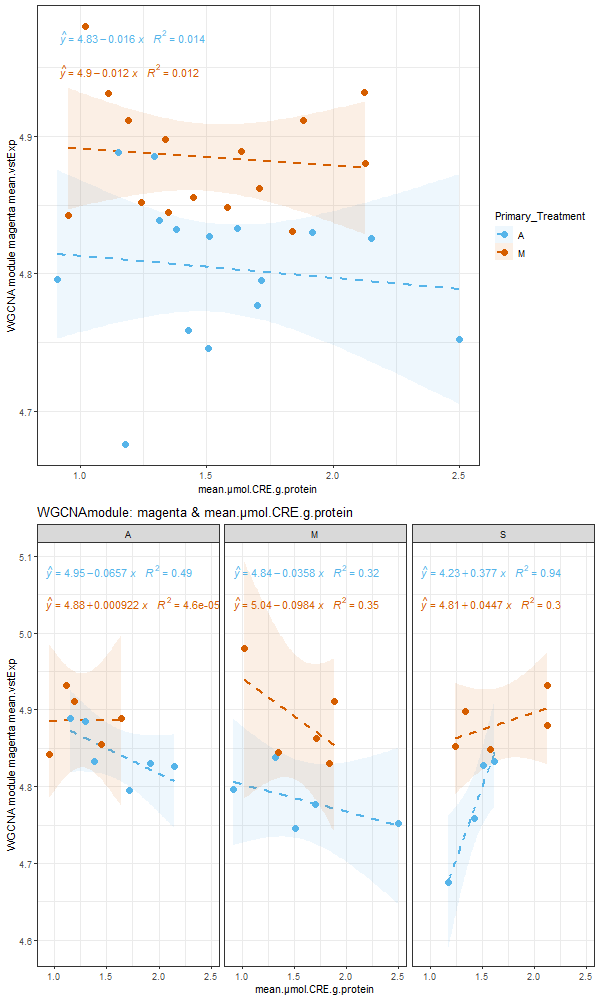 ŷ = 4.83 − 0.016 x R² = 0.014
ŷ = 4.9 − 0.012 x R² = 0.012
4.9
4.8
4.7
WGCNA module magenta mean.vstExp
1.0 1.5 2.0 2.5
mean.µmol.CRE.g.protein
Primary_Treatment
A
M
WGCNAmodule: magenta & mean.µmol.CRE.g.protein
A M S
ŷ = 4.95 − 0.0657 x R² = 0.49
ŷ = 4.88 + 0.000922 x R² = 4.6e-05
ŷ = 4.84 − 0.0358 x R² = 0.32
ŷ = 5.04 − 0.0984 x R² = 0.35
ŷ = 4.23 + 0.377 x R² = 0.94
ŷ = 4.81 + 0.0447 x R² = 0.3
5.1
5.0
4.9
4.8
4.7
4.6
WGCNA module magenta mean.vstExp
1.0 1.5 2.0 2.5 1.0 1.5 2.0 2.5 1.0 1.5 2.0 2.5
mean.µmol.CRE.g.protein